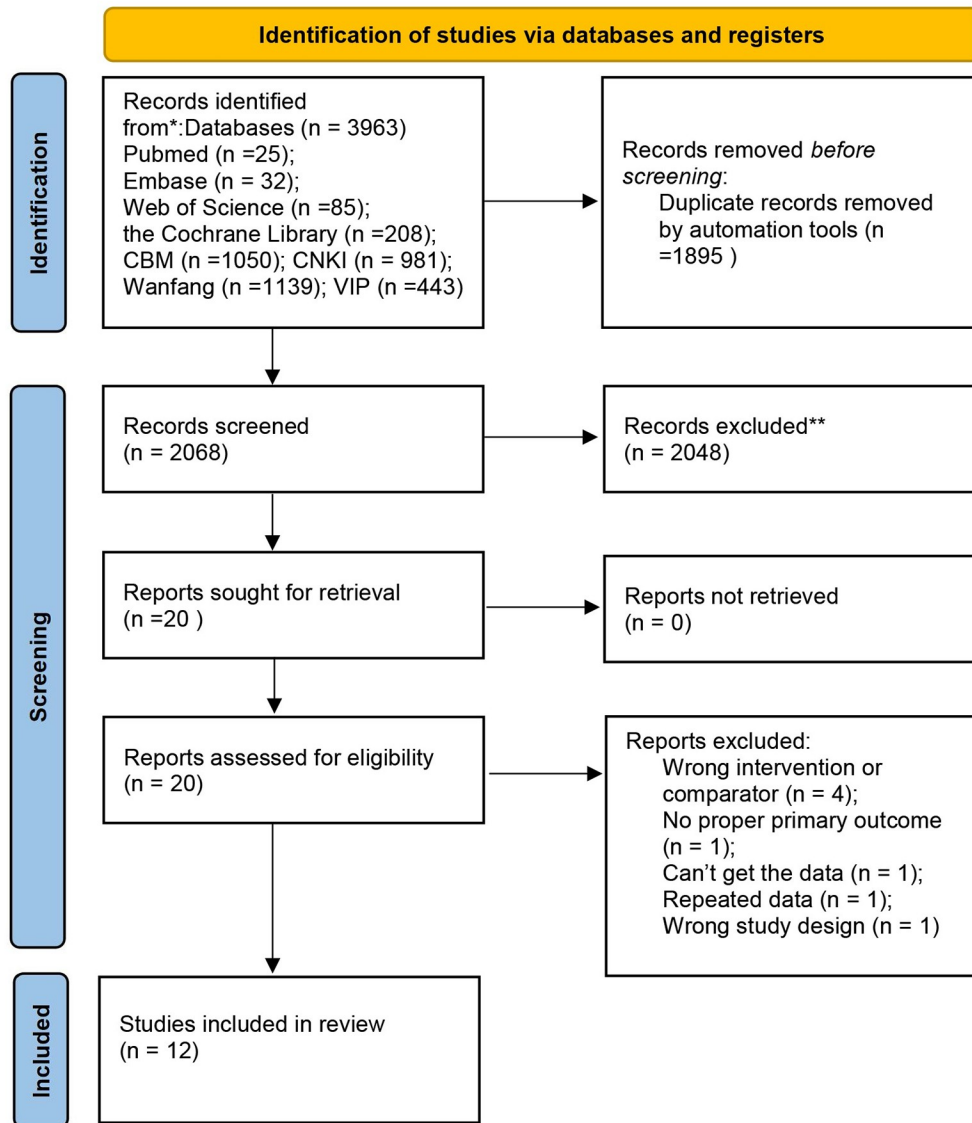 Identification of studies via databases and registers
Identification
Records identified
from*:Databases (n = 3963)
Pubmed (n =25);
Embase (n = 32);
Web of Science (n =85);
the Cochrane Library (n =208);
CBM (n =1050); CNKI (n = 981);
Wanfang (n =1139); VIP (n =443)
Records removed before
screening:
Duplicate records removed
by automation tools (n
=1895 )
Screening
Records screened
(n = 2068)
Records excluded**
(n = 2048)
Reports sought for retrieval
(n =20 )
Reports not retrieved
(n = 0)
Reports assessed for eligibility
(n = 20)
Reports excluded:
Wrong intervention or
comparator (n = 4);
No proper primary outcome
(n = 1);
Can’t get the data (n = 1);
Repeated data (n = 1);
Wrong study design (n = 1)
Included
Studies included in review
(n = 12)